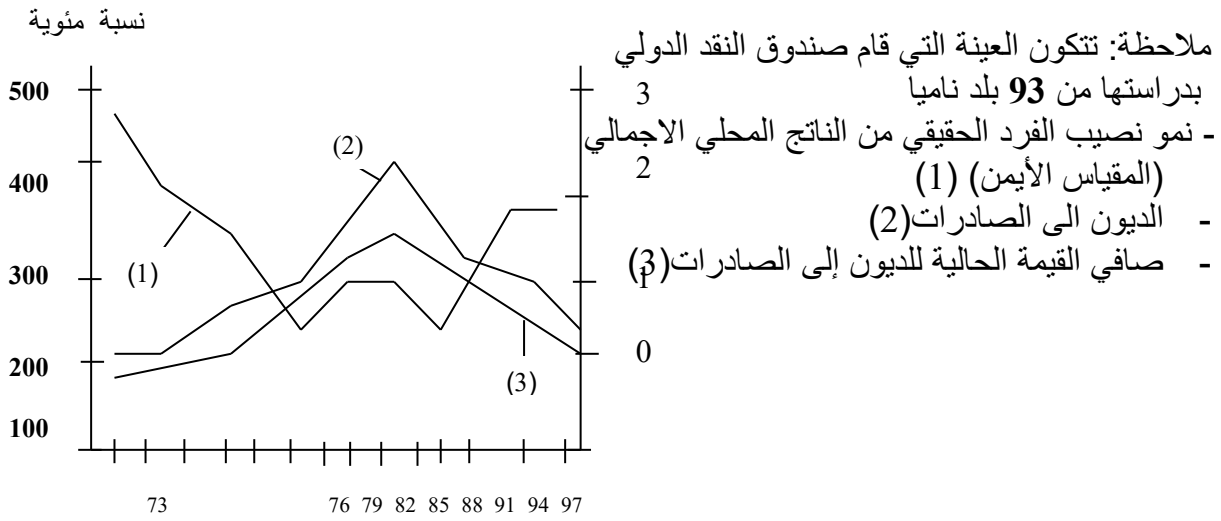 نسبة مئوية
500
400
300
200
100
(1)
(2)
(3)
3
2
1
0
73 76 79 82 85 88 91 94 97
ملاحظة: تتكون العينة التي قام صندوق النقد الدولي
بدراستها من 93 بلد ناميا
- نمو نصيب الفرد الحقيقي من الناتج المحلي الاجمالي
(المقياس الأيمن) (1)
- الديون الى الصادرات(2)
- صافي القيمة الحالية للديون إلى الصادرات(3)